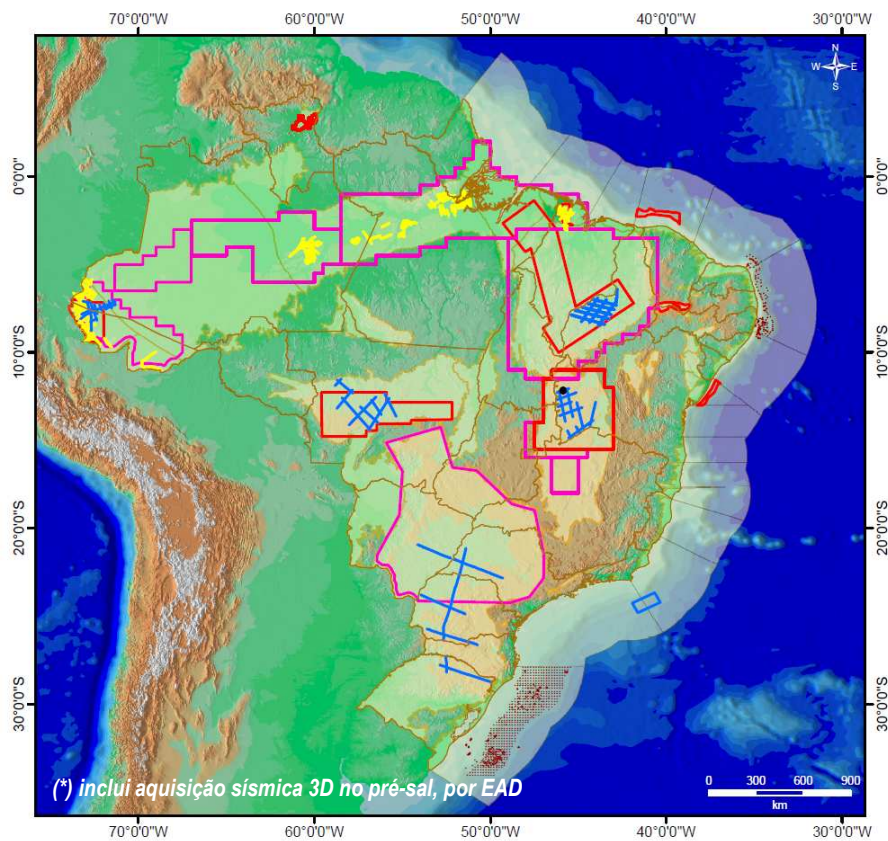 70°0'0"W 60°0'0"W 50°0'0"W 40°0'0"W 30°0'0"W
N
W E
S
0°0'0" 0°0'0"
10°0'0"S 10°0'0"S
20°0'0"S 20°0'0"S
30°0'0"S 30°0'0"S
(*) inclui aquisição sísmica 3D no pré-sal, por EAD
0 300 600 900
km
70°0'0"W 60°0'0"W 50°0'0"W 40°0'0"W 30°0'0"W